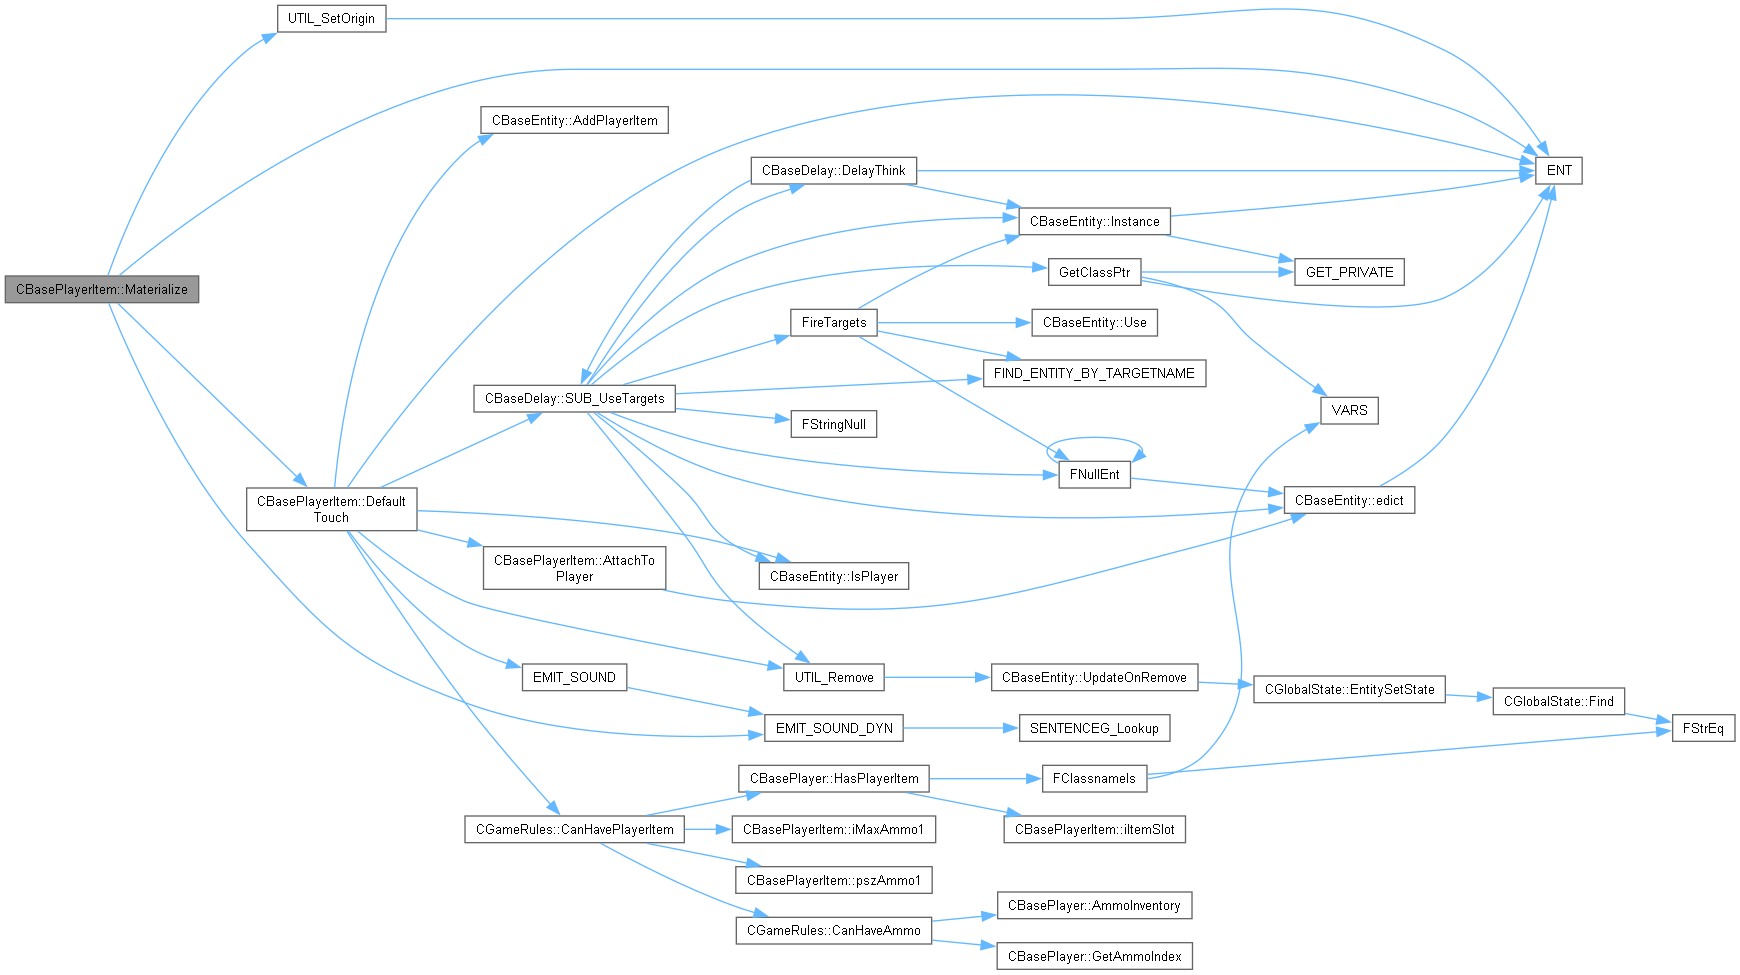 UTIL_SetOrigin
CBaseEntity::AddPlayerItem
CBaseDelay::DelayThink
ENT
CBaseEntity::Instance
GetClassPtr
GET_PRIVATE
CBasePlayerItem::Materialize
FireTargets
CBaseEntity::Use
FIND_ENTITY_BY_TARGETNAME
CBaseDelay::SUB_UseTargets
VARS
FStringNull
FNullEnt
CBaseEntity::edict
CBasePlayerItem::Default
Touch
CBasePlayerItem::AttachTo
Player
CBaseEntity::IsPlayer
EMIT_SOUND
UTIL_Remove
CBaseEntity::UpdateOnRemove
CGlobalState::EntitySetState
CGlobalState::Find
FStrEq
EMIT_SOUND_DYN
SENTENCEG_Lookup
CBasePlayer::HasPlayerItem
FClassnameIs
CGameRules::CanHavePlayerItem
CBasePlayerItem::iMaxAmmo1
CBasePlayerItem::iItemSlot
CBasePlayerItem::pszAmmo1
CBasePlayer::AmmoInventory
CGameRules::CanHaveAmmo
CBasePlayer::GetAmmoIndex